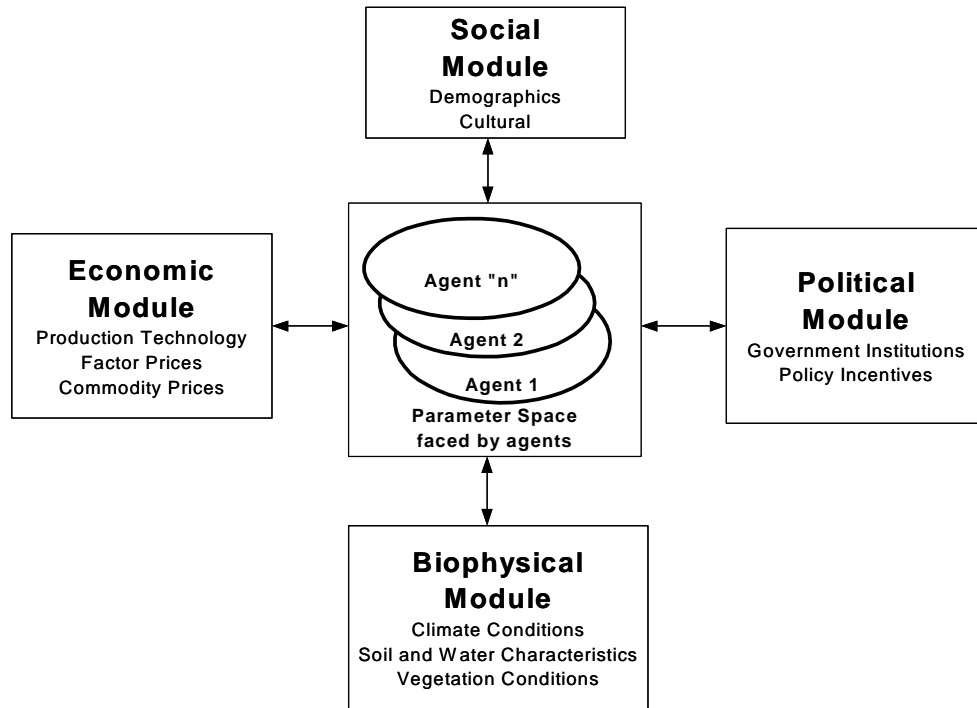 Social
Module
Demographics
Cultural
Economic
Module
Production Technology
Factor Prices
Commodity Prices
Agent "n"
Agent 2
Agent 1
Parameter Space
faced by agents
Political
Module
Government Institutions
Policy Incentives
Biophysical
Module
Climate Conditions
Soil and Water Characteristics
Vegetation Conditions